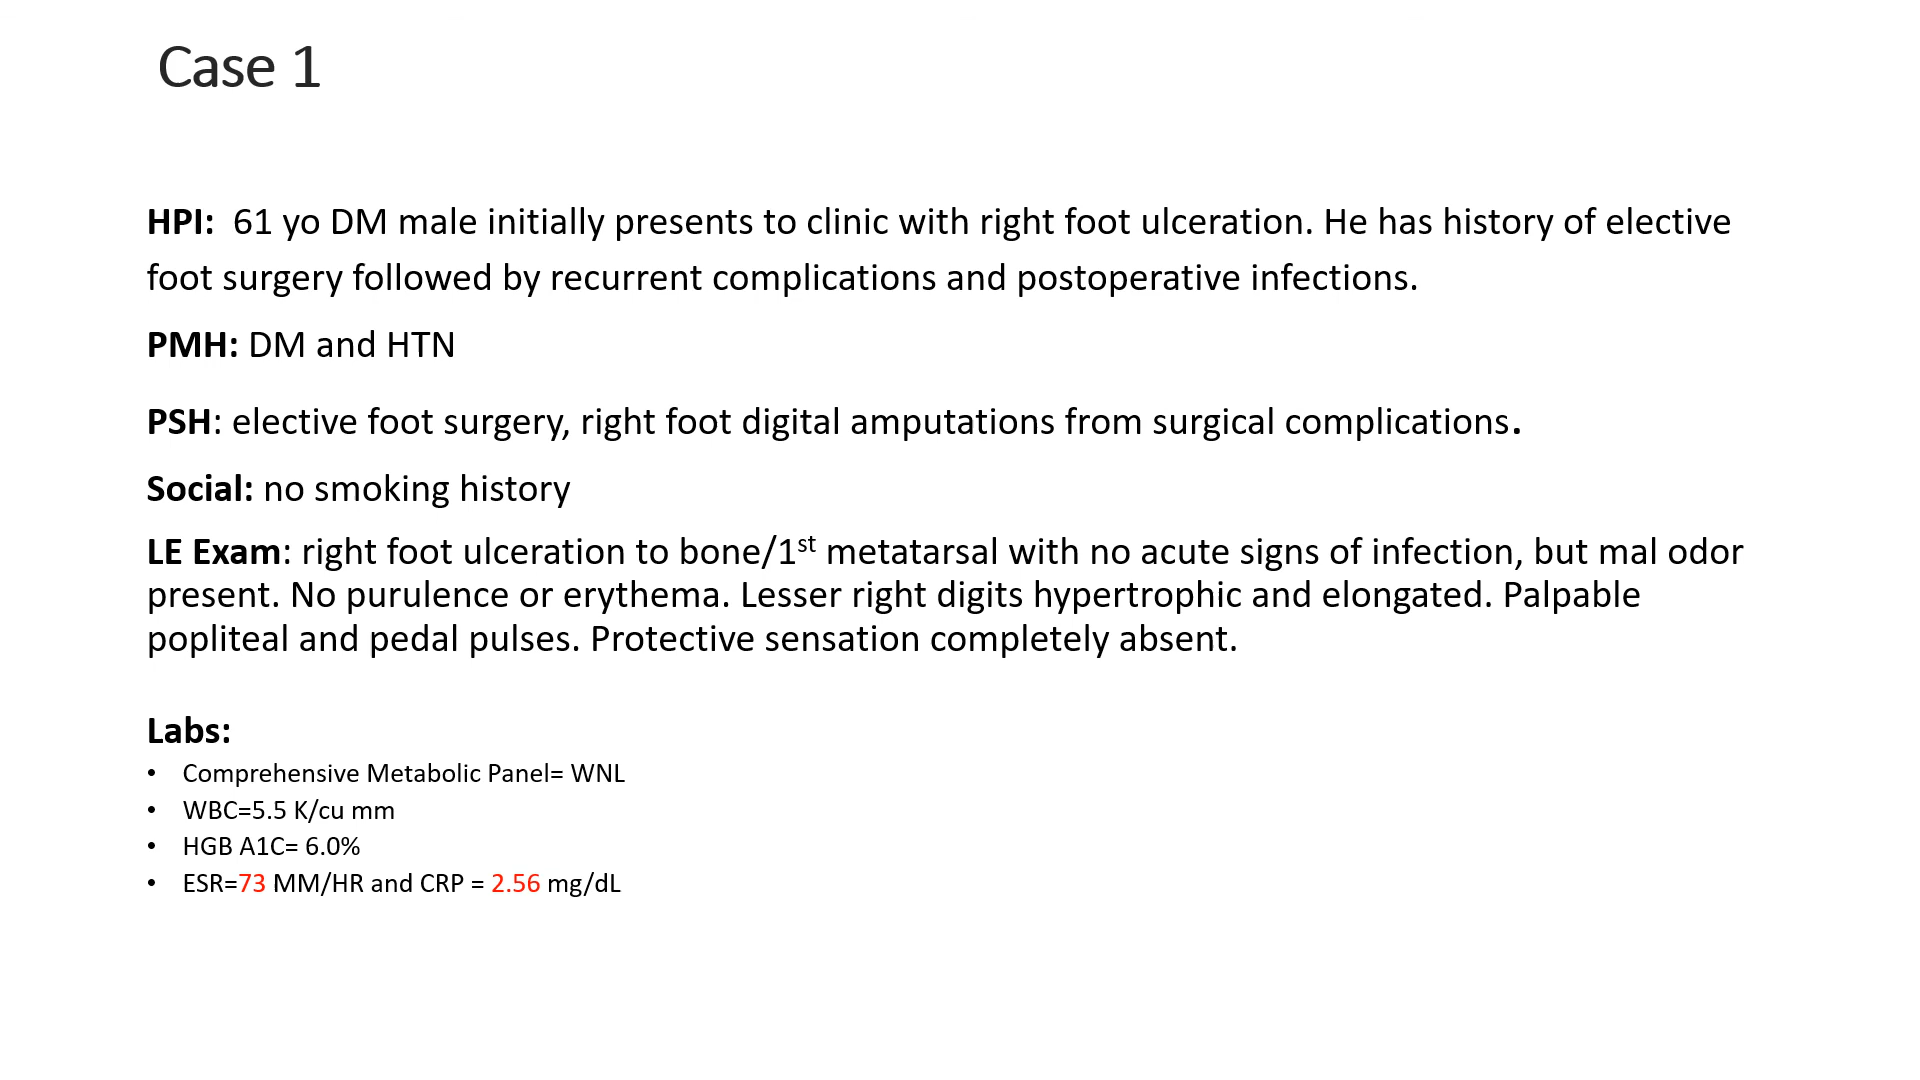 Case 1
HPI:  61 yo DM male initially presents to clinic with right foot ulceration. He has history of elective
foot surgery followed by recurrent complications and postoperative infections.
PMH: DM and HTN
PSH: elective foot surgery, right foot digital amputations from surgical complications.
Social: no smoking history
LE Exam: right foot ulceration to bone/1st metatarsal with no acute signs of infection, but mal odor
present. No purulence or erythema. Lesser right digits hypertrophic and elongated. Palpable
popliteal and pedal pulses. Protective sensation completely absent.
Labs:
• Comprehensive Metabolic Panel= WNL
• WBC=5.5 K/cu mm
• HGB A1C= 6.0%
• ESR=73 MM/HR and CRP = 2.56 mg/dL